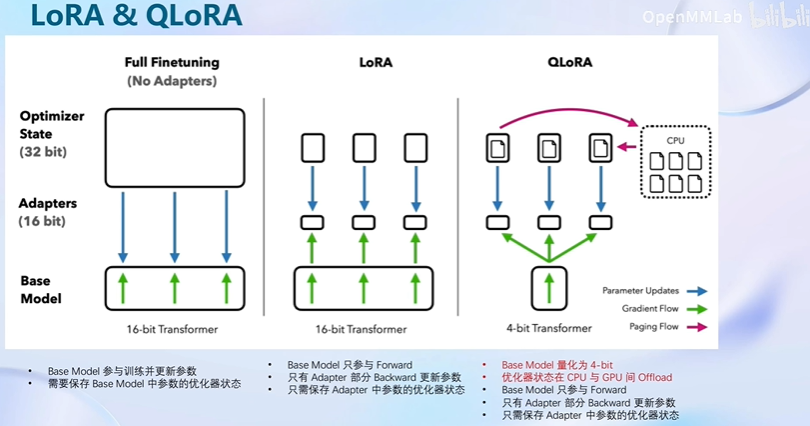 LoRA & QLoRA
OpenMMLab bilibili
Full Finetuning
(No Adapters)
LoRA
QLoRA
Optimizer
State
(32 bit)
CPU
Adapters
(16 bit)
Base
Model
Parameter Updates
Gradient Flow
Paging Flow
16-bit Transformer
16-bit Transformer
4-bit Transformer
• Base Model 参与训练并更新参数
• 需要保存 Base Model 中参数的优化器状态
• Base Model 只参与 Forward
• 只有 Adapter 部分 Backward 更新参数
• 只需保存 Adapter 中参数的优化器状态
• Base Model 量化为 4-bit
• 优化器状态在 CPU 与 GPU 间 Offload
• Base Model 只参与 Forward
• 只有 Adapter 部分 Backward 更新参数
• 只需保存 Adapter 中参数的优化器状态